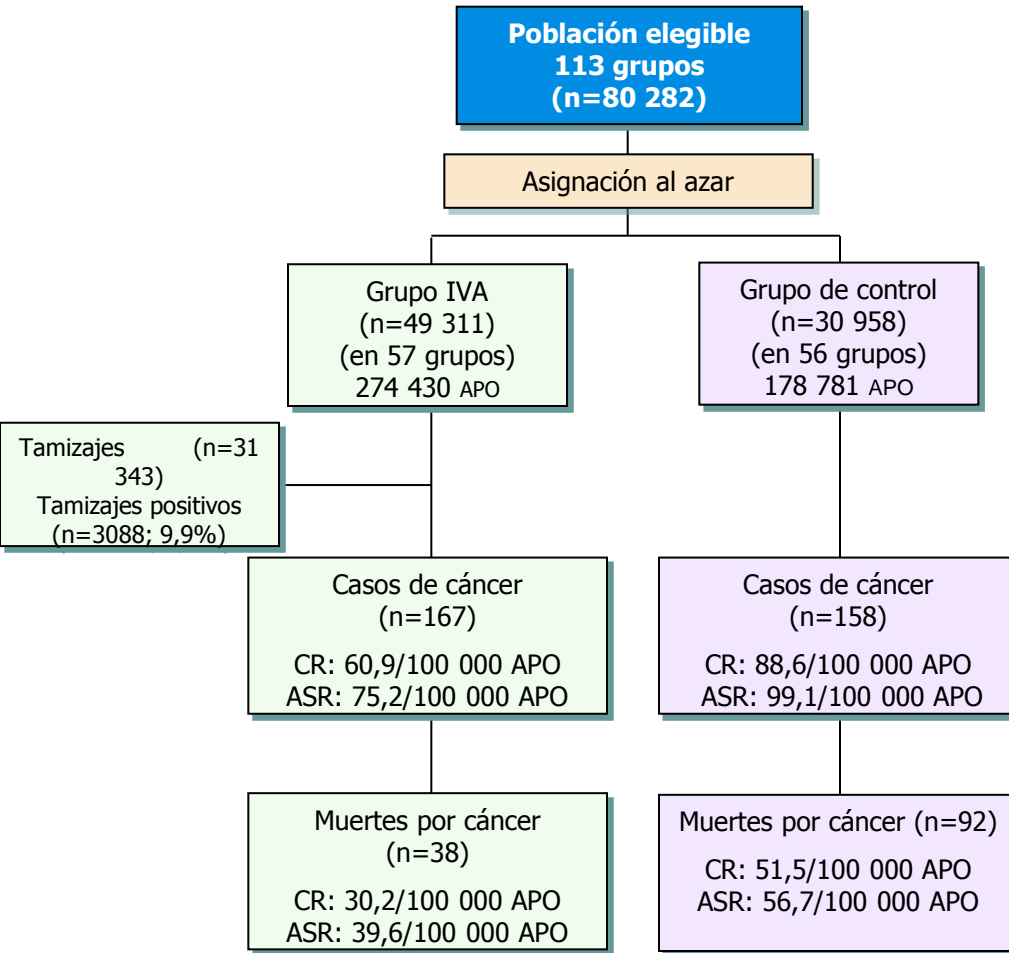 Población elegible
113 grupos
(n=80 282)
Asignación al azar
Grupo IVA
(n=49 311)
(en 57 grupos)
274 430 APO
Grupo de control
(n=30 958)
(en 56 grupos)
178 781 APO
Tamizajes (n=31
343)
Tamizajes positivos
(n=3088; 9,9%)
Casos de cáncer
(n=167)
CR: 60,9/100 000 APO
ASR: 75,2/100 000 APO
Casos de cáncer
(n=158)
CR: 88,6/100 000 APO
ASR: 99,1/100 000 APO
Muertes por cáncer
(n=38)
CR: 30,2/100 000 APO
ASR: 39,6/100 000 APO
Muertes por cáncer (n=92)
CR: 51,5/100 000 APO
ASR: 56,7/100 000 APO